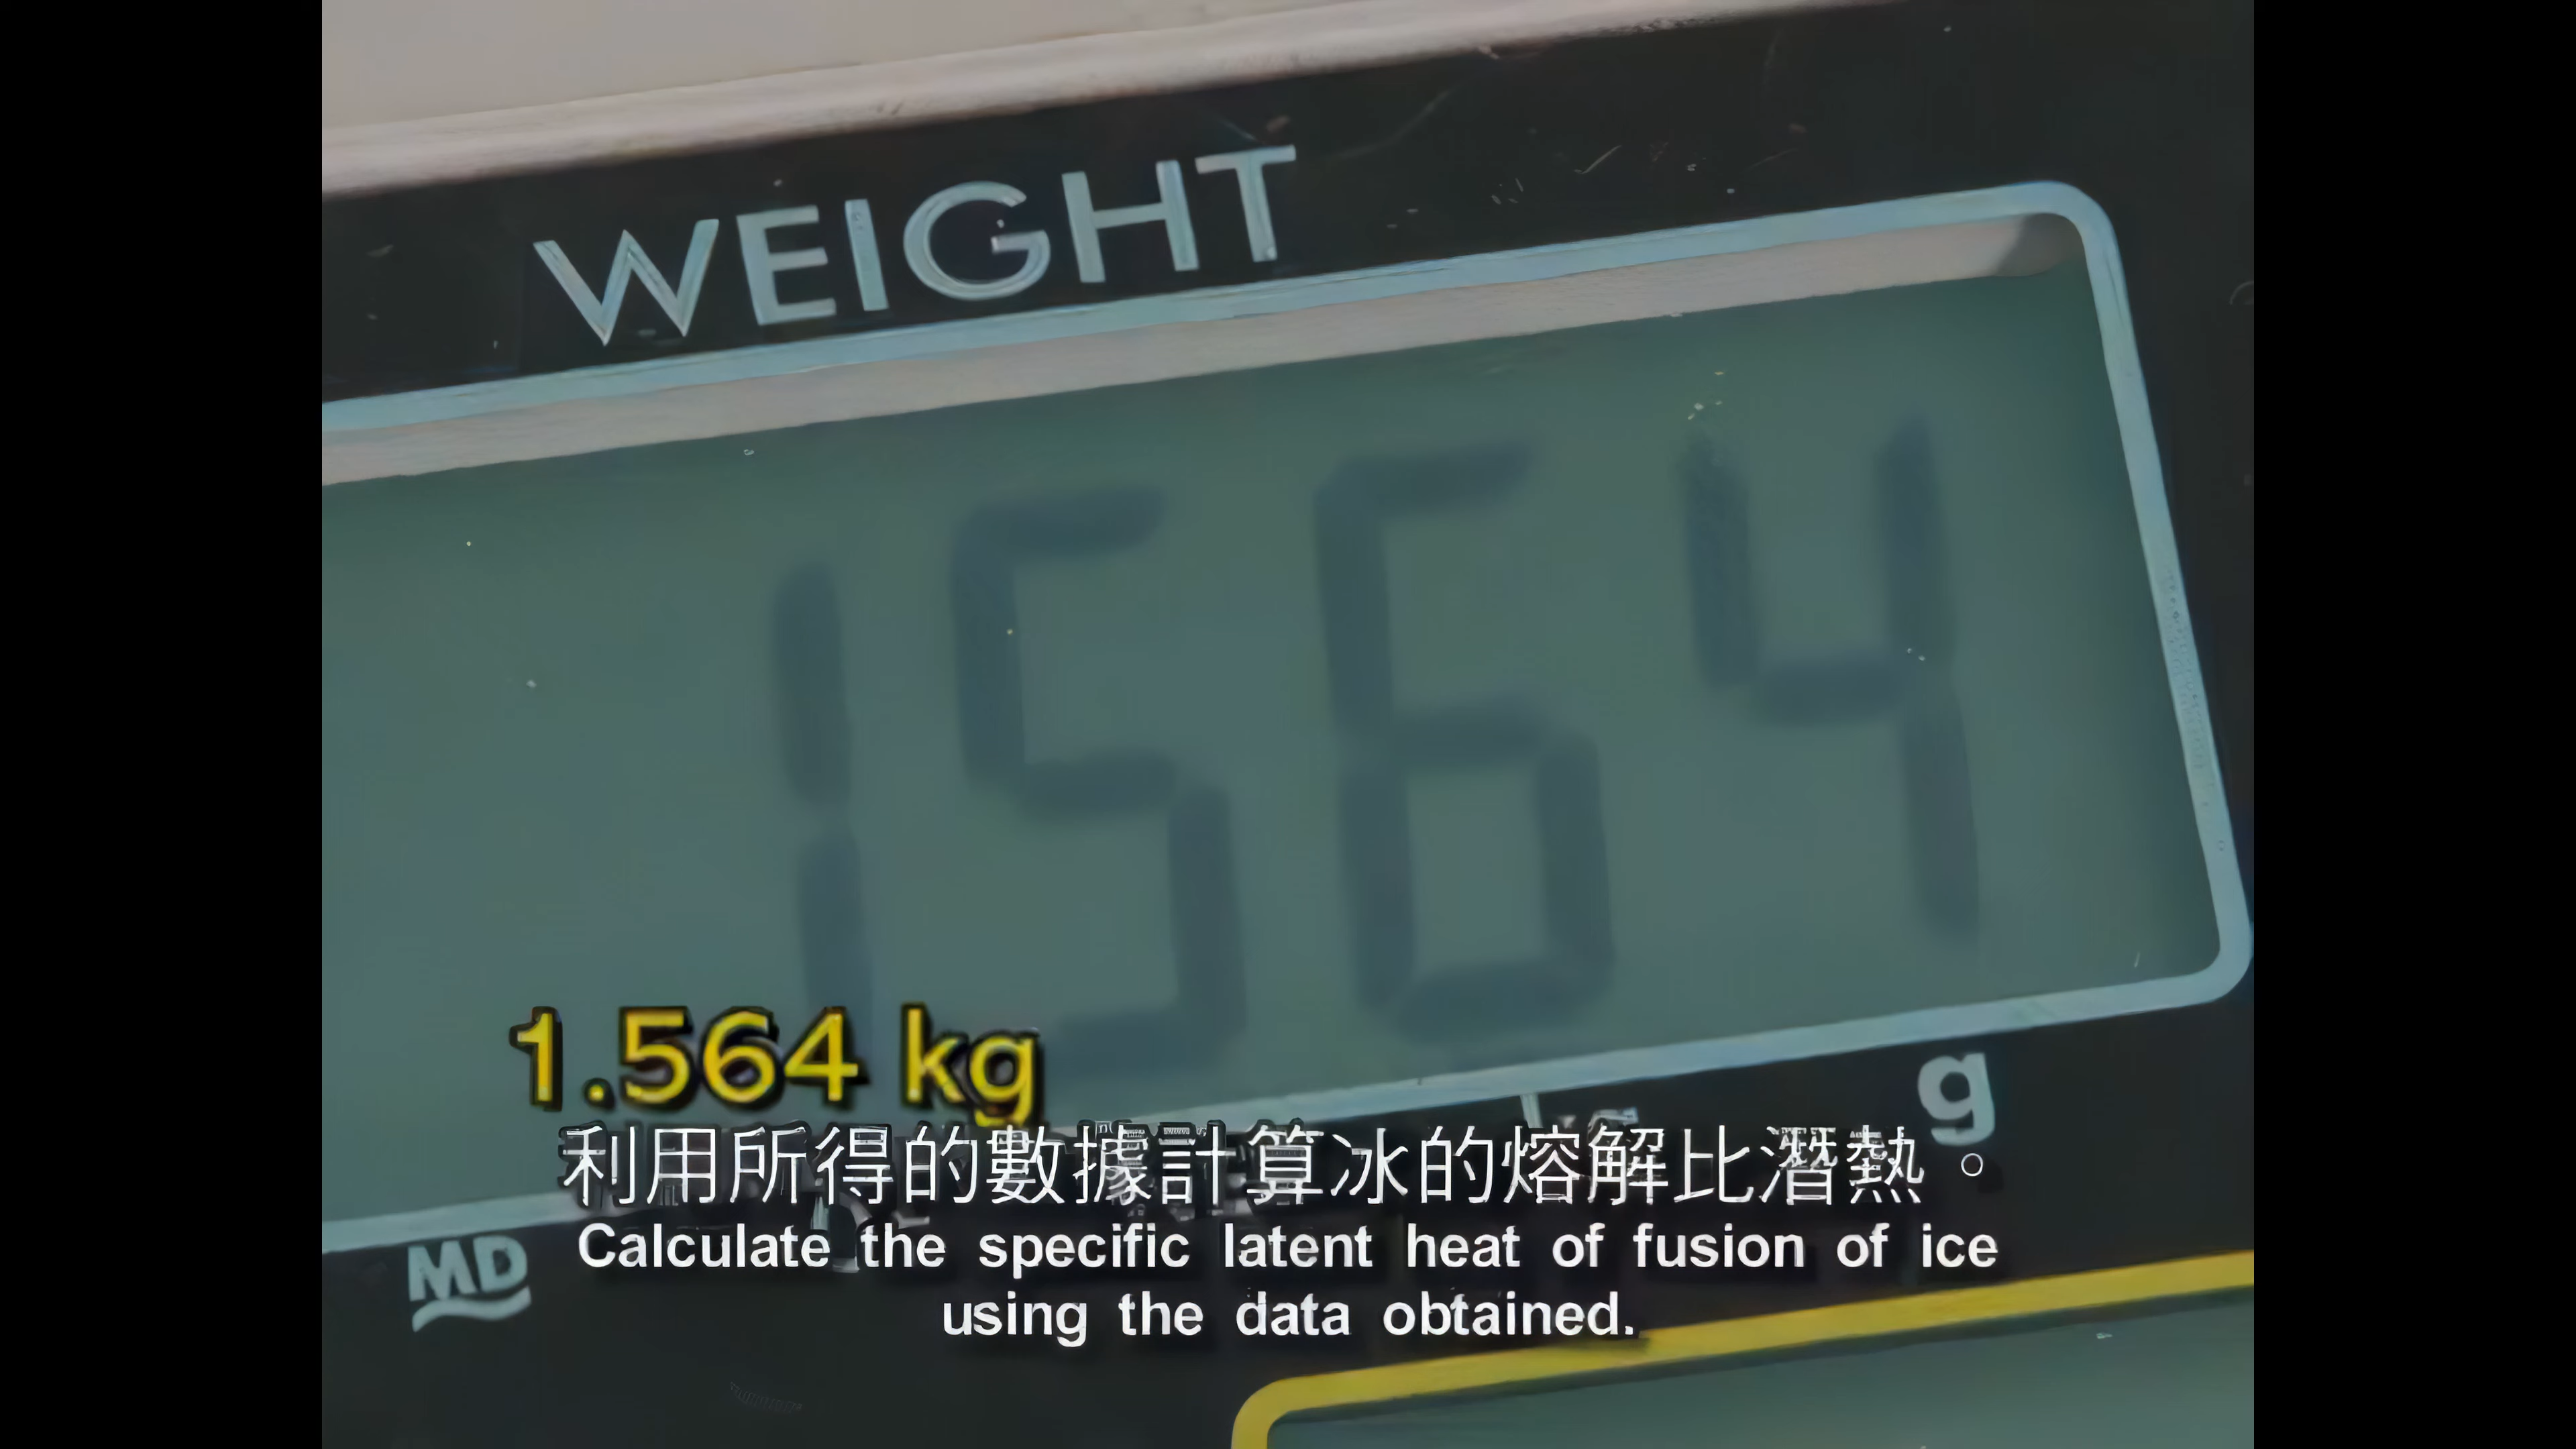 WEIGHT
1564
g
1.564 kg
MD
利用所得的數據計算冰的熔解比潛熱。
Calculate the specific latent heat of fusion of ice
using the data obtained.